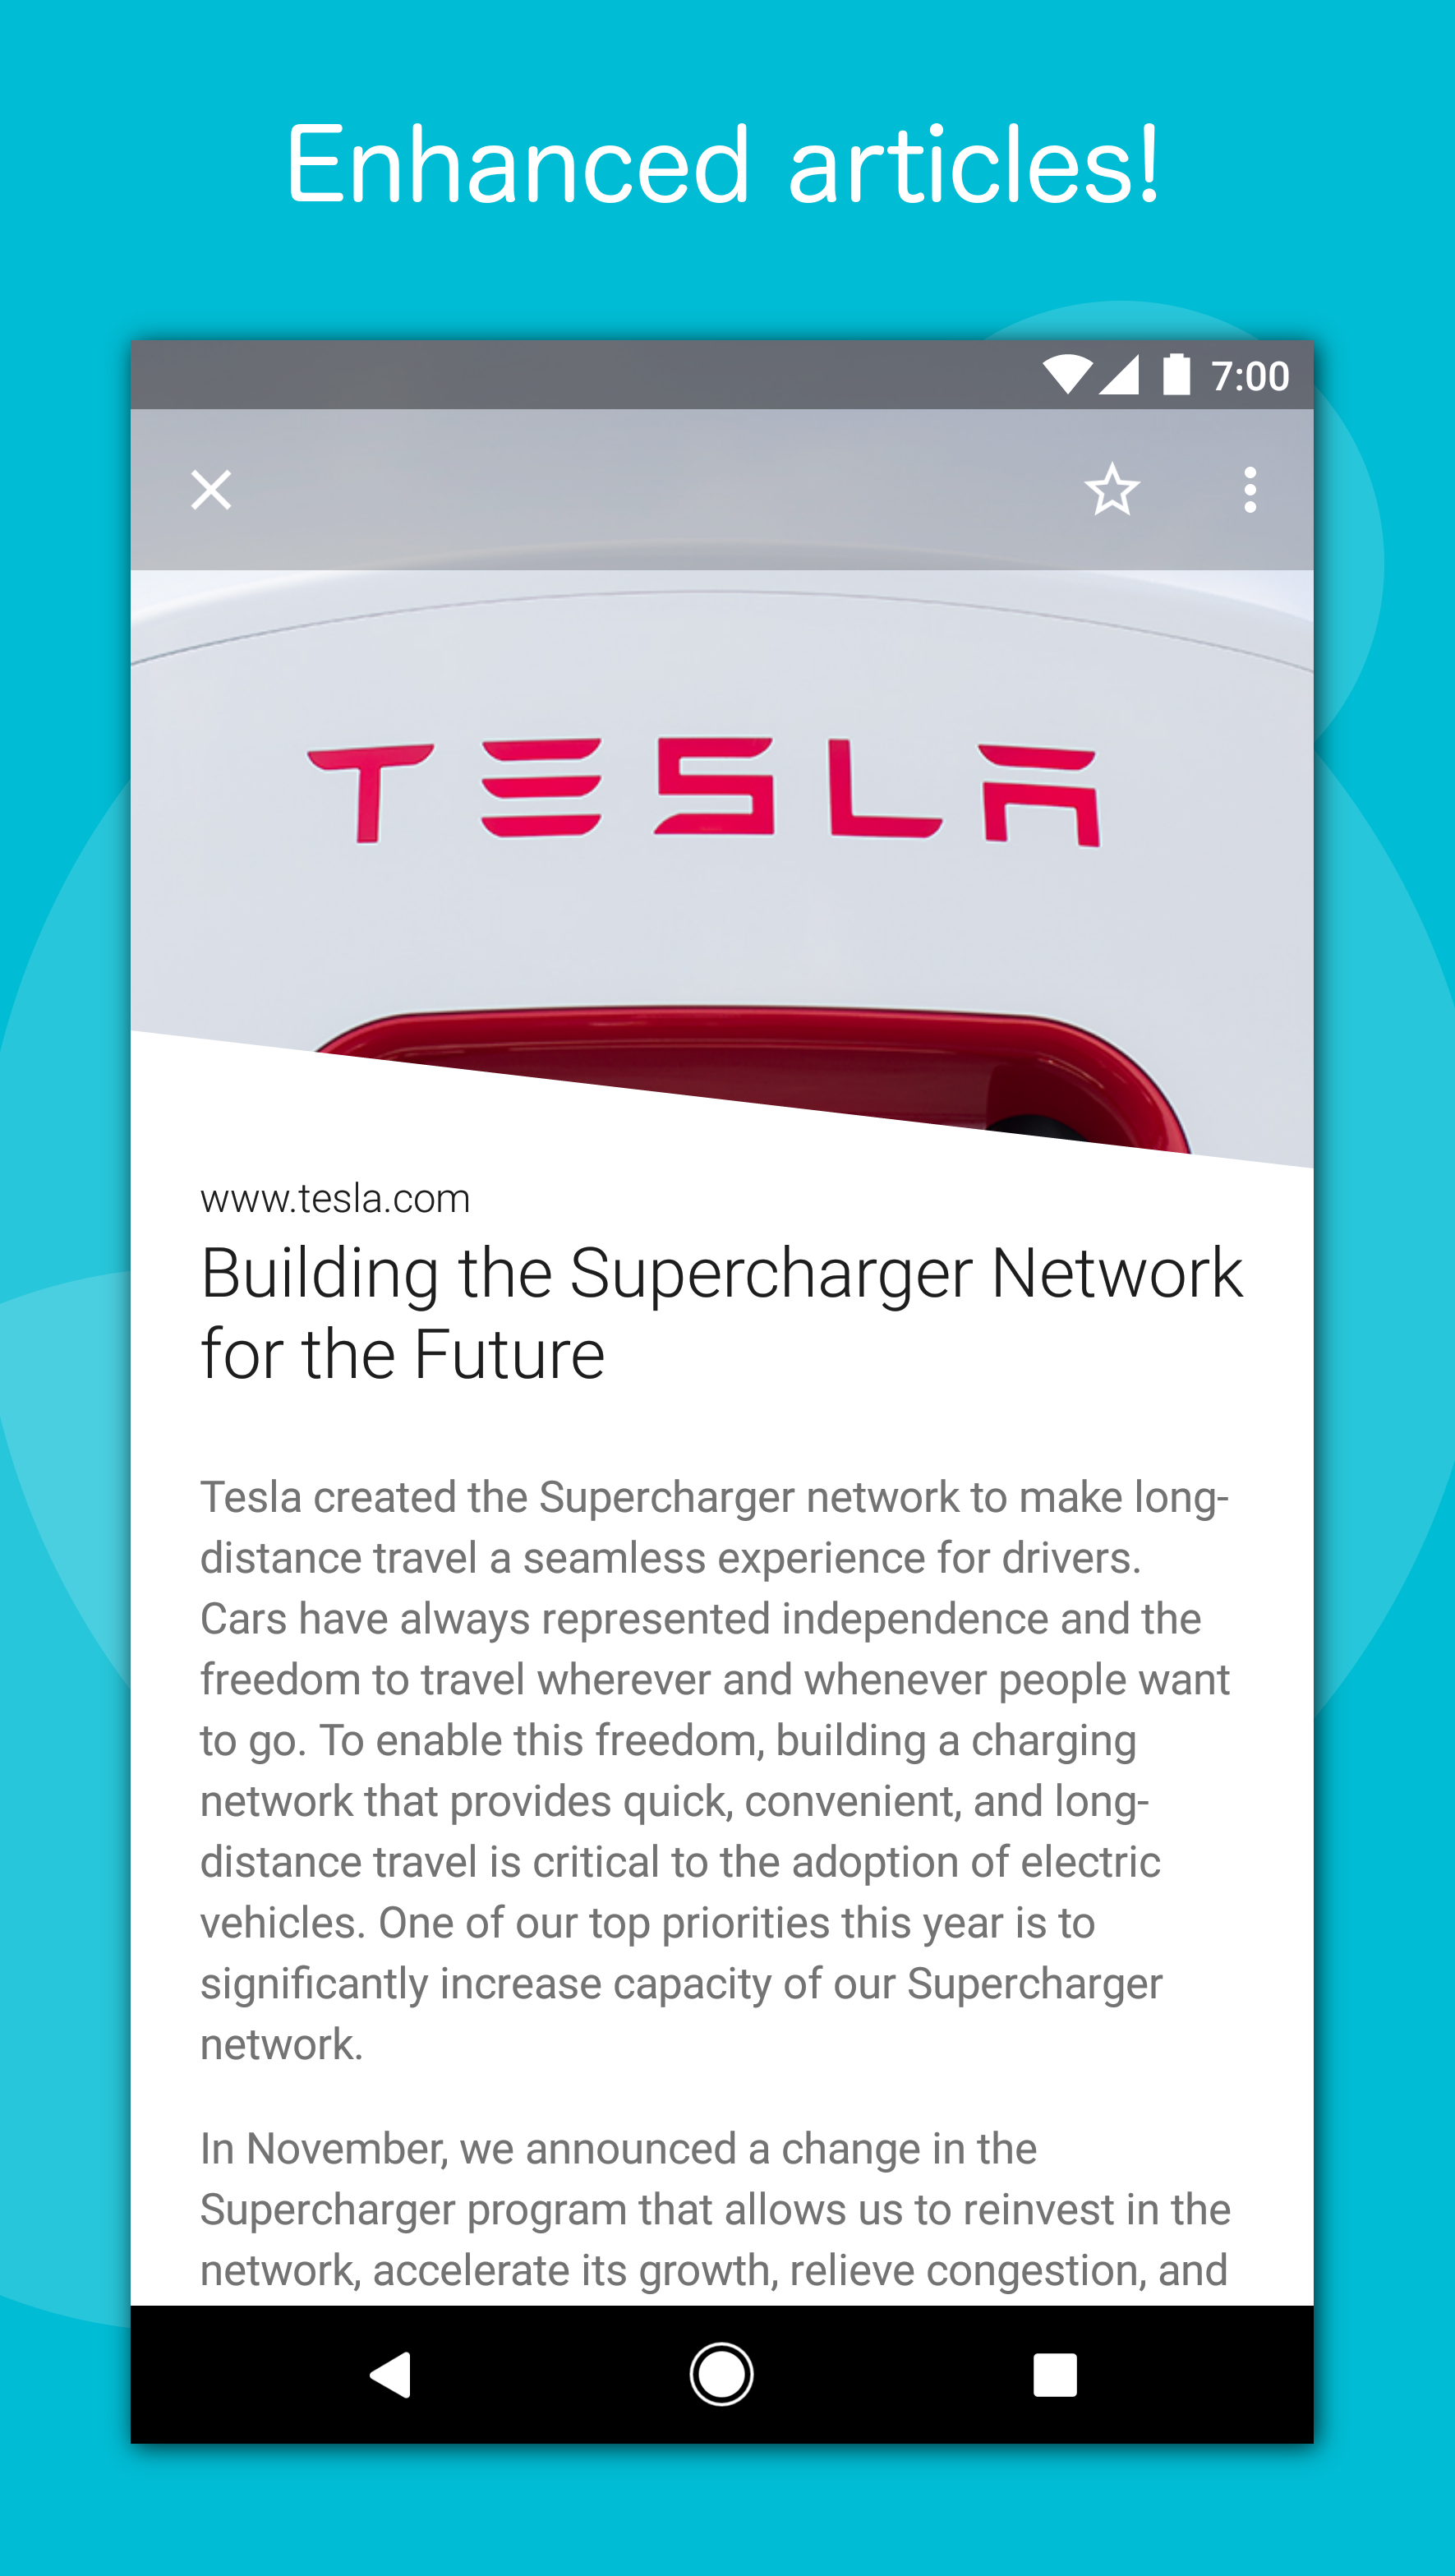 Enhanced articles!
7:00
TESLA
www.tesla.com
Building the Supercharger Network
for the Future
Tesla created the Supercharger network to make long-
distance travel a seamless experience for drivers.
Cars have always represented independence and the
freedom to travel wherever and whenever people want
to go. To enable this freedom, building a charging
network that provides quick, convenient, and long-
distance travel is critical to the adoption of electric
vehicles. One of our top priorities this year is to
significantly increase capacity of our Supercharger
network.
In November, we announced a change in the
Supercharger program that allows us to reinvest in the
network, accelerate its growth, relieve congestion, and